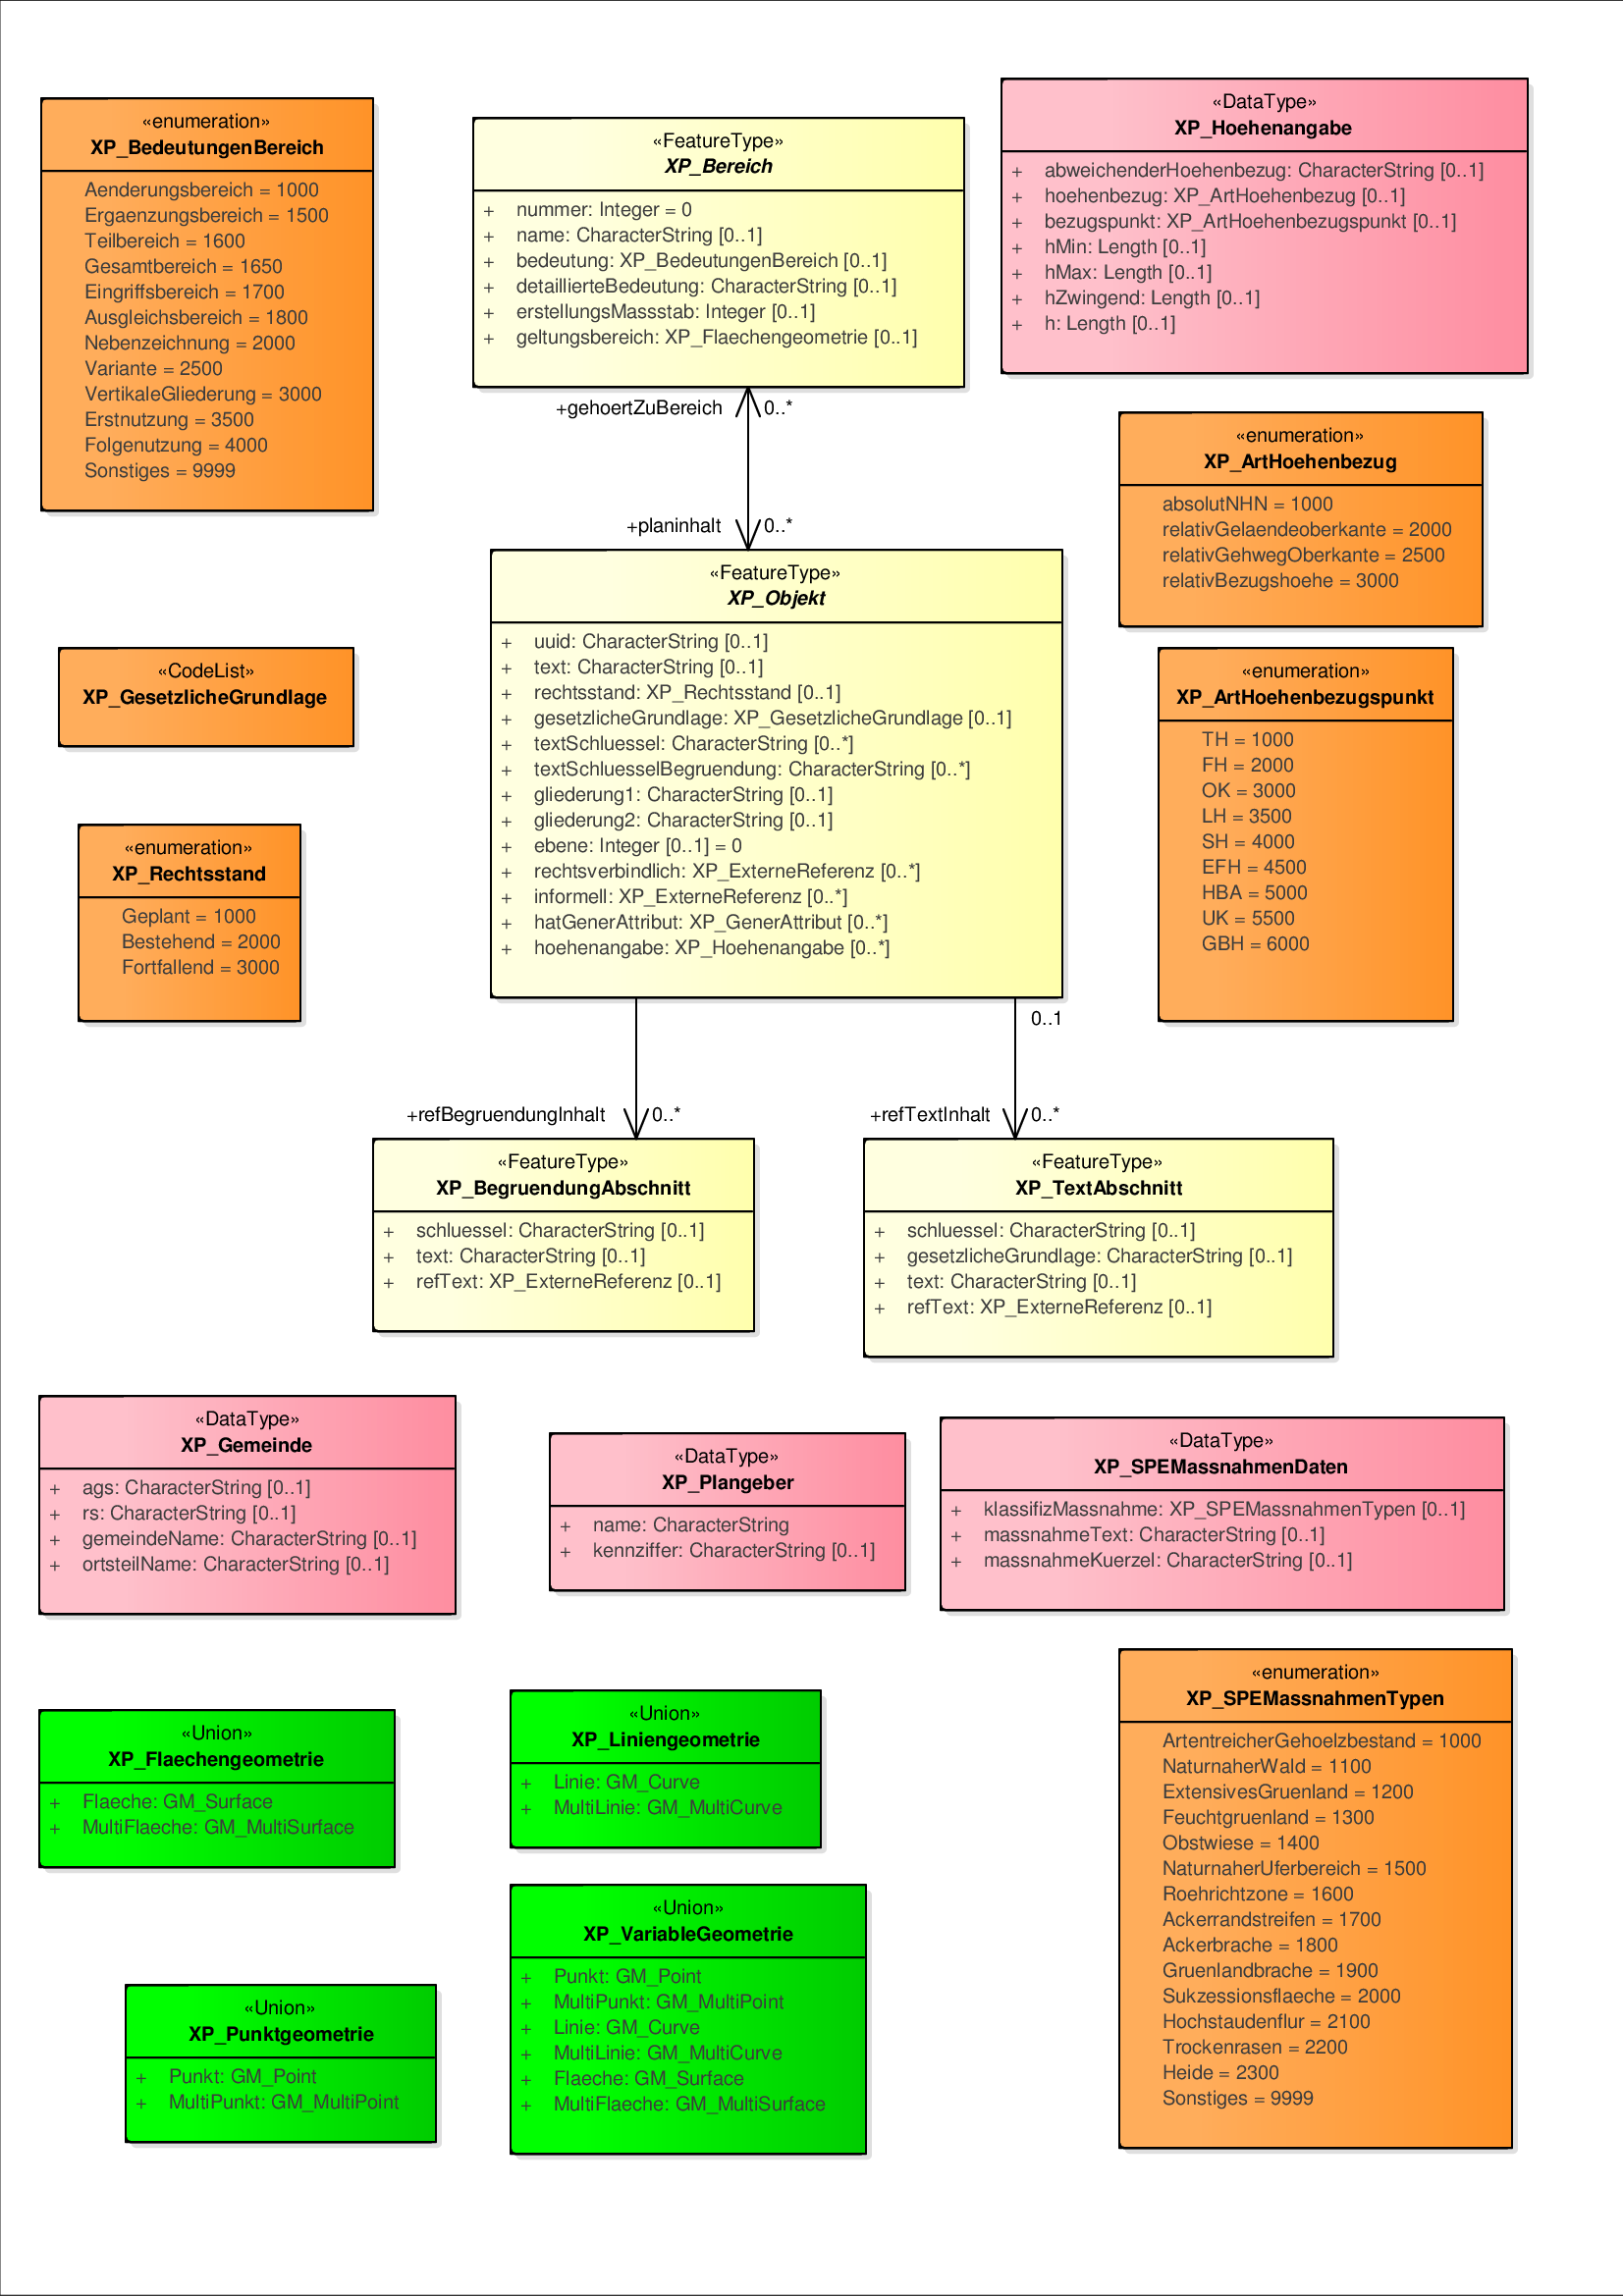 «enumeration»
XP_BedeutungenBereich
Aenderungsbereich = 1000
Ergaenzungsbereich = 1500
Teilbereich = 1600
Gesamtbereich = 1650
Eingriffsbereich = 1700
Ausgleichsbereich = 1800
Nebenzeichnung = 2000
Variante = 2500
VertikaleGliederung = 3000
Erstnutzung = 3500
Folgenutzung = 4000
Sonstiges = 9999
«FeatureType»
XP_Bereich
+ nummer: Integer = 0
+ name: CharacterString [0..1]
+ bedeutung: XP_BedeutungenBereich [0..1]
+ detaillierteBedeutung: CharacterString [0..1]
+ erstellungsMassstab: Integer [0..1]
+ geltungsbereich: XP_Flaechengeometrie [0..1]
«DataType»
XP_Hoehenangabe
+ abweichenderHoehenbezug: CharacterString [0..1]
+ hoehenbezug: XP_ArtHoehenbezug [0..1]
+ bezugspunkt: XP_ArtHoehenbezugspunkt [0..1]
+ hMin: Length [0..1]
+ hMax: Length [0..1]
+ hZwingend: Length [0..1]
+ h: Length [0..1]
+gehoertZuBereich 0..*
+planinhalt 0..*
«enumeration»
XP_ArtHoehenbezug
absolutNHN = 1000
relativGelaendeoberkante = 2000
relativGehwegOberkante = 2500
relativBezugshoehe = 3000
«CodeList»
XP_GesetzlicheGrundlage
«enumeration»
XP_Rechtsstand
Geplant = 1000
Bestehend = 2000
Fortfallend = 3000
«FeatureType»
XP_Objekt
+ uuid: CharacterString [0..1]
+ text: CharacterString [0..1]
+ rechtsstand: XP_Rechtsstand [0..1]
+ gesetzlicheGrundlage: XP_GesetzlicheGrundlage [0..1]
+ textSchluessel: CharacterString [0..*]
+ textSchluesselBegruendung: CharacterString [0..*]
+ gliederung1: CharacterString [0..1]
+ gliederung2: CharacterString [0..1]
+ ebene: Integer [0..1] = 0
+ rechtsverbindlich: XP_ExterneReferenz [0..*]
+ informell: XP_ExterneReferenz [0..*]
+ hatGenerAttribut: XP_GenerAttribut [0..*]
+ hoehenangabe: XP_Hoehenangabe [0..*]
«enumeration»
XP_ArtHoehenbezugspunkt
TH = 1000
FH = 2000
OK = 3000
LH = 3500
SH = 4000
EFH = 4500
HBA = 5000
UK = 5500
GBH = 6000
0..1
+refBegruendungInhalt 0..*
+refTextInhalt 0..*
«FeatureType»
XP_BegruendungAbschnitt
+ schluessel: CharacterString [0..1]
+ text: CharacterString [0..1]
+ refText: XP_ExterneReferenz [0..1]
«FeatureType»
XP_TextAbschnitt
+ schluessel: CharacterString [0..1]
+ gesetzlicheGrundlage: CharacterString [0..1]
+ text: CharacterString [0..1]
+ refText: XP_ExterneReferenz [0..1]
«DataType»
XP_Gemeinde
+ ags: CharacterString [0..1]
+ rs: CharacterString [0..1]
+ gemeindeName: CharacterString [0..1]
+ ortsteilName: CharacterString [0..1]
«DataType»
XP_Plangeber
+ name: CharacterString
+ kennziffer: CharacterString [0..1]
«DataType»
XP_SPEMassnahmenDaten
+ klassifizMassnahme: XP_SPEMassnahmenTypen [0..1]
+ massnahmeText: CharacterString [0..1]
+ massnahmeKuerzel: CharacterString [0..1]
«Union»
XP_Flaechengeometrie
+ Flaeche: GM_Surface
+ MultiFlaeche: GM_MultiSurface
«Union»
XP_Liniengeometrie
+ Linie: GM_Curve
+ MultiLinie: GM_MultiCurve
«enumeration»
XP_SPEMassnahmenTypen
ArtentreicherGehoelzbestand = 1000
NaturnaherWald = 1100
ExtensivesGruenland = 1200
Feuchtgruenland = 1300
Obstwiese = 1400
NaturnaherUferbereich = 1500
Roehrichtzone = 1600
Ackerrandstreifen = 1700
Ackerbrache = 1800
Gruenlandbrache = 1900
Sukzessionsflaeche = 2000
Hochstaudenflur = 2100
Trockenrasen = 2200
Heide = 2300
Sonstiges = 9999
«Union»
XP_Punktgeometrie
+ Punkt: GM_Point
+ MultiPunkt: GM_MultiPoint
«Union»
XP_VariableGeometrie
+ Punkt: GM_Point
+ MultiPunkt: GM_MultiPoint
+ Linie: GM_Curve
+ MultiLinie: GM_MultiCurve
+ Flaeche: GM_Surface
+ MultiFlaeche: GM_MultiSurface